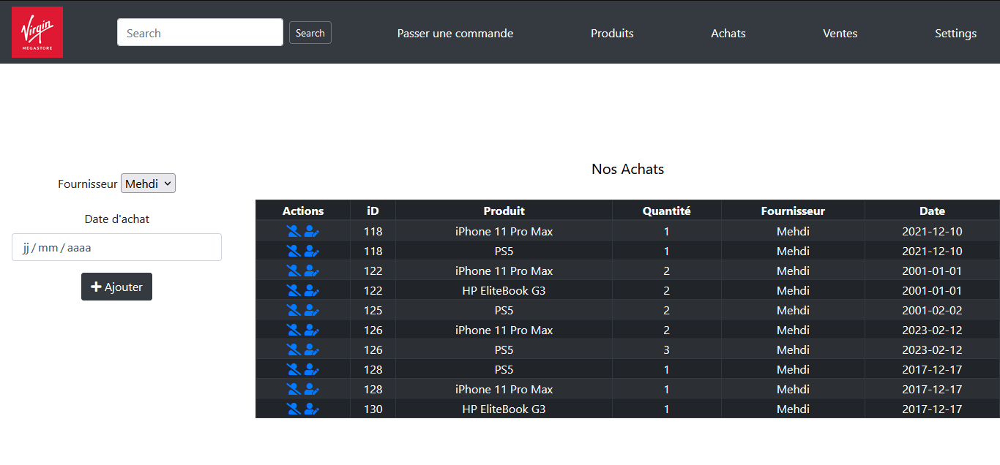 Virgin
MEGASTORE
Search Search Passer une commande Produits Achats Ventes Settings
Nos Achats
Fournisseur Mehdi
Date d'achat
jj / mm / aaaa
Ajouter
Actions iD Produit Quantité Fournisseur Date
118 iPhone 11 Pro Max 1 Mehdi 2021-12-10
118 PS5 1 Mehdi 2021-12-10
122 iPhone 11 Pro Max 2 Mehdi 2001-01-01
122 HP EliteBook G3 2 Mehdi 2001-01-01
125 PS5 2 Mehdi 2001-02-02
126 iPhone 11 Pro Max 2 Mehdi 2023-02-12
126 PS5 3 Mehdi 2023-02-12
128 PS5 1 Mehdi 2017-12-17
128 iPhone 11 Pro Max 1 Mehdi 2017-12-17
130 HP EliteBook G3 1 Mehdi 2017-12-17